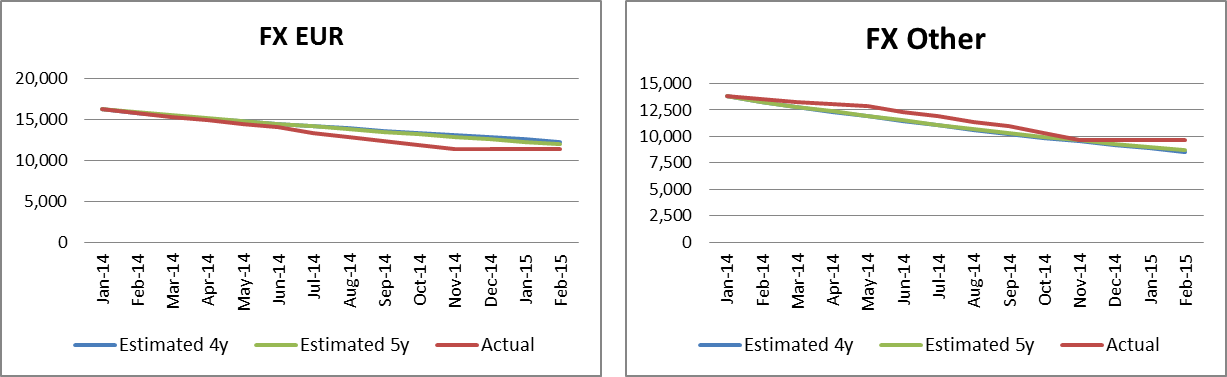 FX EUR
20,000
15,000
10,000
5,000
0
Jan-14
Feb-14
Mar-14
Apr-14
May-14
Jun-14
Jul-14
Aug-14
Sep-14
Oct-14
Nov-14
Dec-14
Jan-15
Feb-15
Estimated 4y Estimated 5y Actual
FX Other
15,000
12,500
10,000
7,500
5,000
2,500
0
Jan-14
Feb-14
Mar-14
Apr-14
May-14
Jun-14
Jul-14
Aug-14
Sep-14
Oct-14
Nov-14
Dec-14
Jan-15
Feb-15
Estimated 4y Estimated 5y Actual